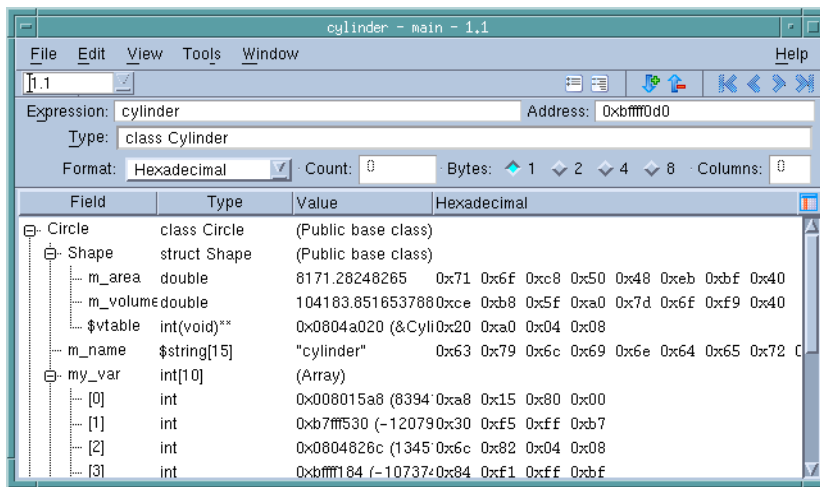 cylinder - main - 1.1
File Edit View Tools Window Help
1.1
Expression: cylinder Address: 0xbffff0d0
Type: class Cylinder
Format: Hexadecimal Count: 0 Bytes: 1 2 4 8 Columns: 0
Field Type Value Hexadecimal
Circle class Circle (Public base class)
Shape struct Shape (Public base class)
m_area double 8171.28248265 0x71 0x6f 0xc8 0x50 0x48 0xeb 0xbf 0x40
m_volume double 104183.851653788 0xce 0xb8 0x5f 0xa0 0x7d 0x6f 0xf9 0x40
$vtable int(void)** 0x0804a020 (&Cyli 0x20 0xa0 0x04 0x08
m_name $string[15] "cylinder" 0x63 0x79 0x6c 0x69 0x6e 0x64 0x65 0x72
my_var int[10] (Array)
[0] int 0x008015a8 (8394 0xa8 0x15 0x80 0x00
[1] int 0xb7fff530 (-12079 0x30 0xf5 0xff 0xb7
[2] int 0x0804826c (1345 0x6c 0x82 0x04 0x08
[3] int 0xbffff184 (-107374 0x84 0xf1 0xff 0xbf